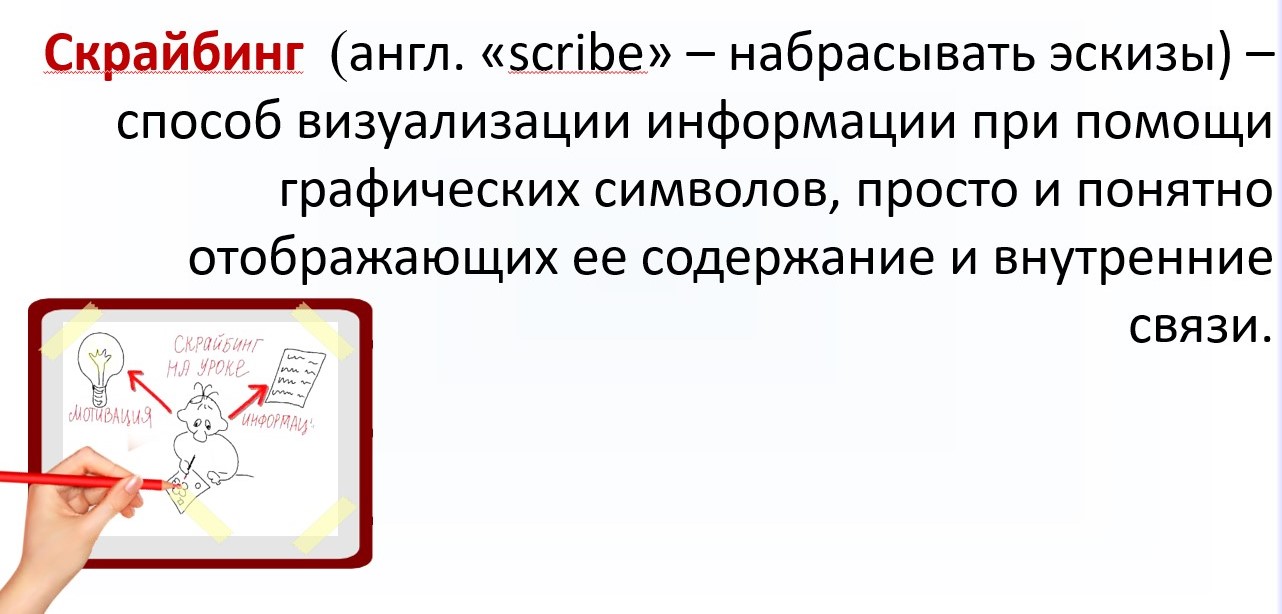 Скрайбинг (англ. «scribe» – набрасывать эскизы) –
способ визуализации информации при помощи
графических символов, просто и понятно
отображающих ее содержание и внутренние
связи.
СКРАЙБИНГ
НА УРОКЕ
МОТИВАЦИЯ
ИНФОРМАЦ